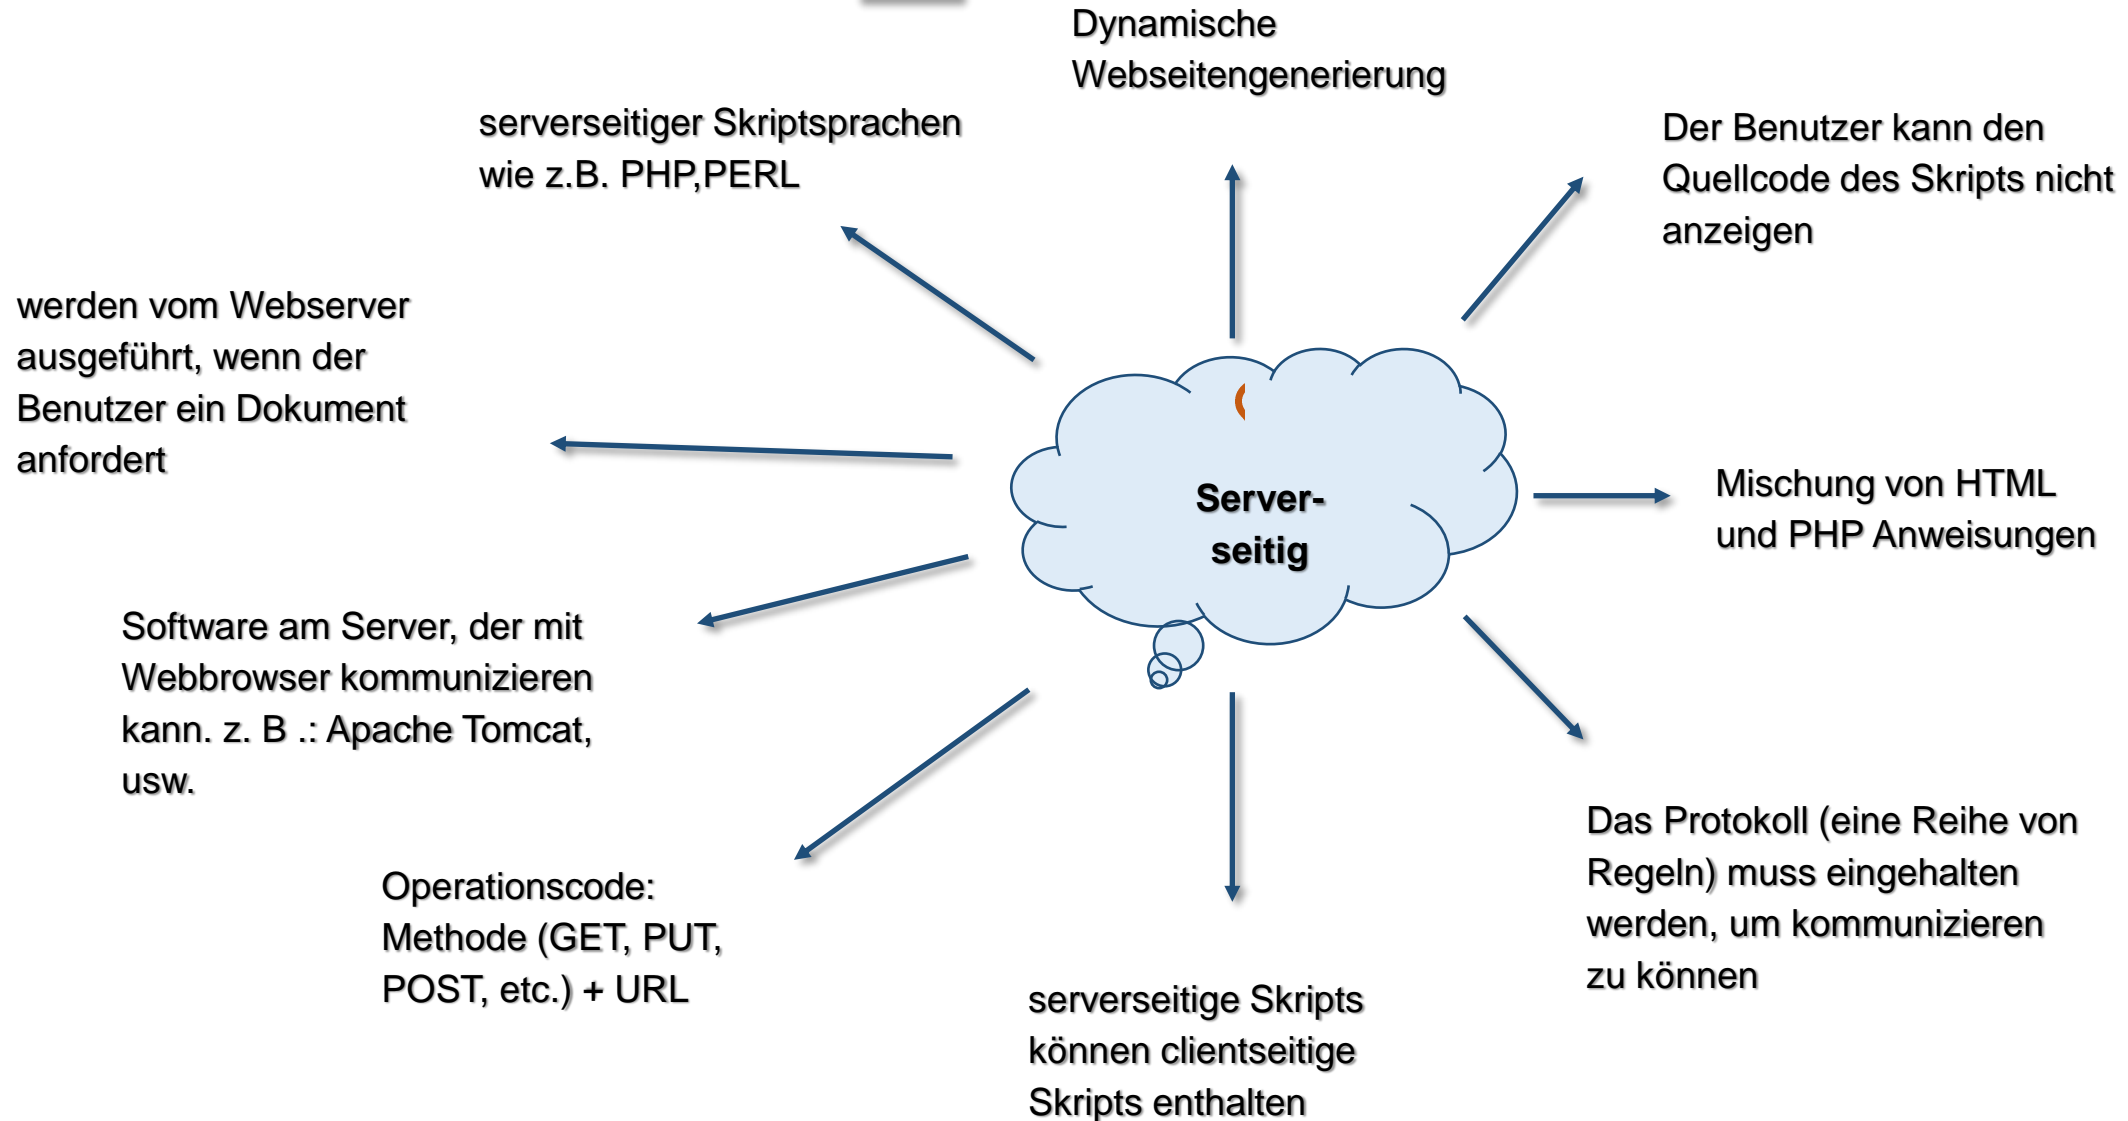 Dynamische
Webseitengenerierung
serverseitiger Skriptsprachen
wie z.B. PHP,PERL
Der Benutzer kann den
Quellcode des Skripts nicht
anzeigen
werden vom Webserver
ausgeführt, wenn der
Benutzer ein Dokument
anfordert
Server-
seitig
Mischung von HTML
und PHP Anweisungen
Software am Server, der mit
Webbrowser kommunizieren
kann. z. B .: Apache Tomcat,
usw.
Das Protokoll (eine Reihe von
Regeln) muss eingehalten
werden, um kommunizieren
zu können
Operationscode:
Methode (GET, PUT,
POST, etc.) + URL
serverseitige Skripts
können clientseitige
Skripts enthalten